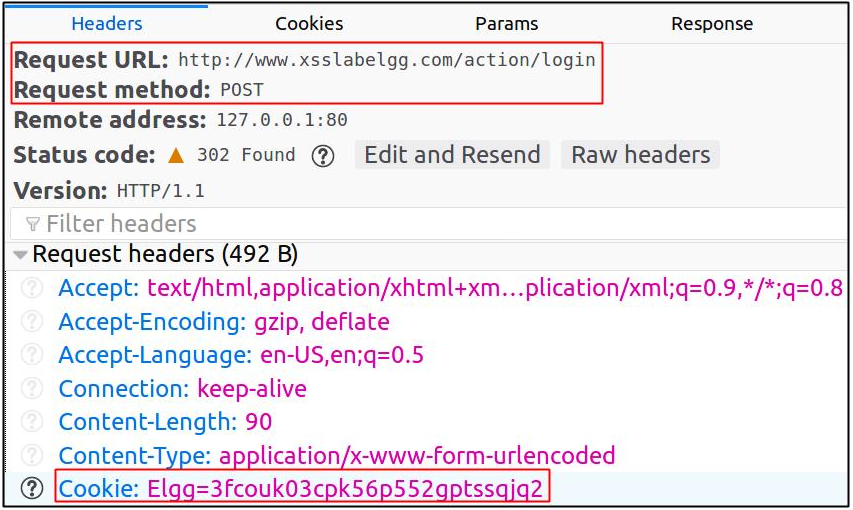 Headers Cookies Params Response
Request URL: http://www.xsslabelgg.com/action/login
Request method: POST
Remote address: 127.0.0.1:80
Status code: 302 Found ? Edit and Resend Raw headers
Version: HTTP/1.1
Filter headers
Request headers (492 B)
? Accept: text/html,application/xhtml+xm…plication/xml;q=0.9,*/*;q=0.8
? Accept-Encoding: gzip, deflate
? Accept-Language: en-US,en;q=0.5
? Connection: keep-alive
? Content-Length: 90
? Content-Type: application/x-www-form-urlencoded
? Cookie: Elgg=3fcouk03cpk56p552gptssqjq2